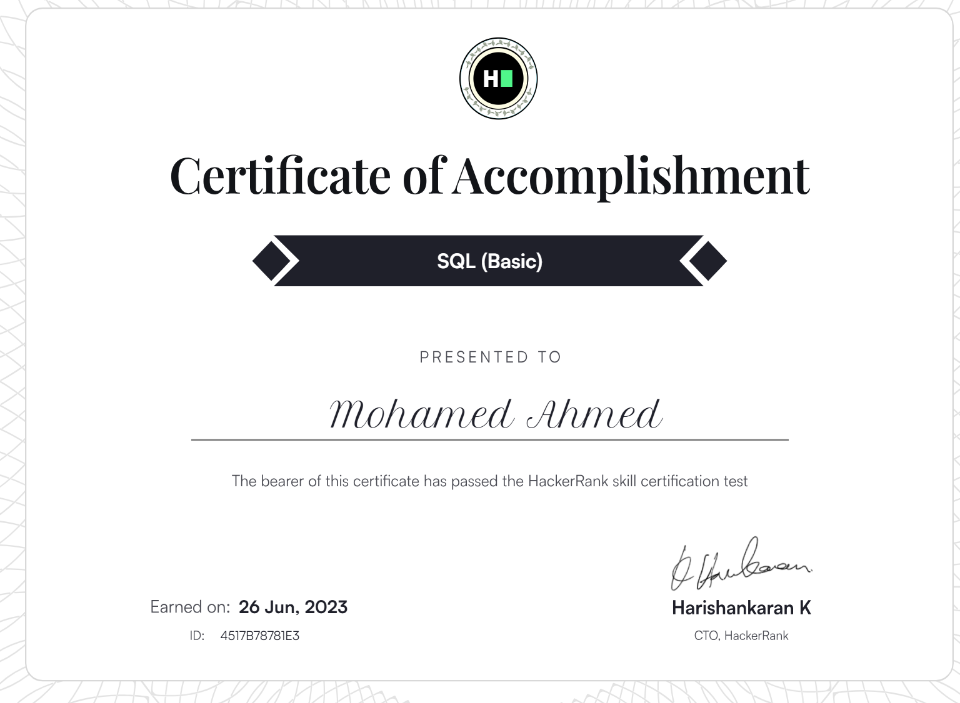 H
Certificate of Accomplishment
SQL (Basic)
PRESENTED TO
Mohamed Ahmed
The bearer of this certificate has passed the HackerRank skill certification test
Earned on: 26 Jun, 2023
ID: 4517B78781E3
Harishankaran K
CTO, HackerRank